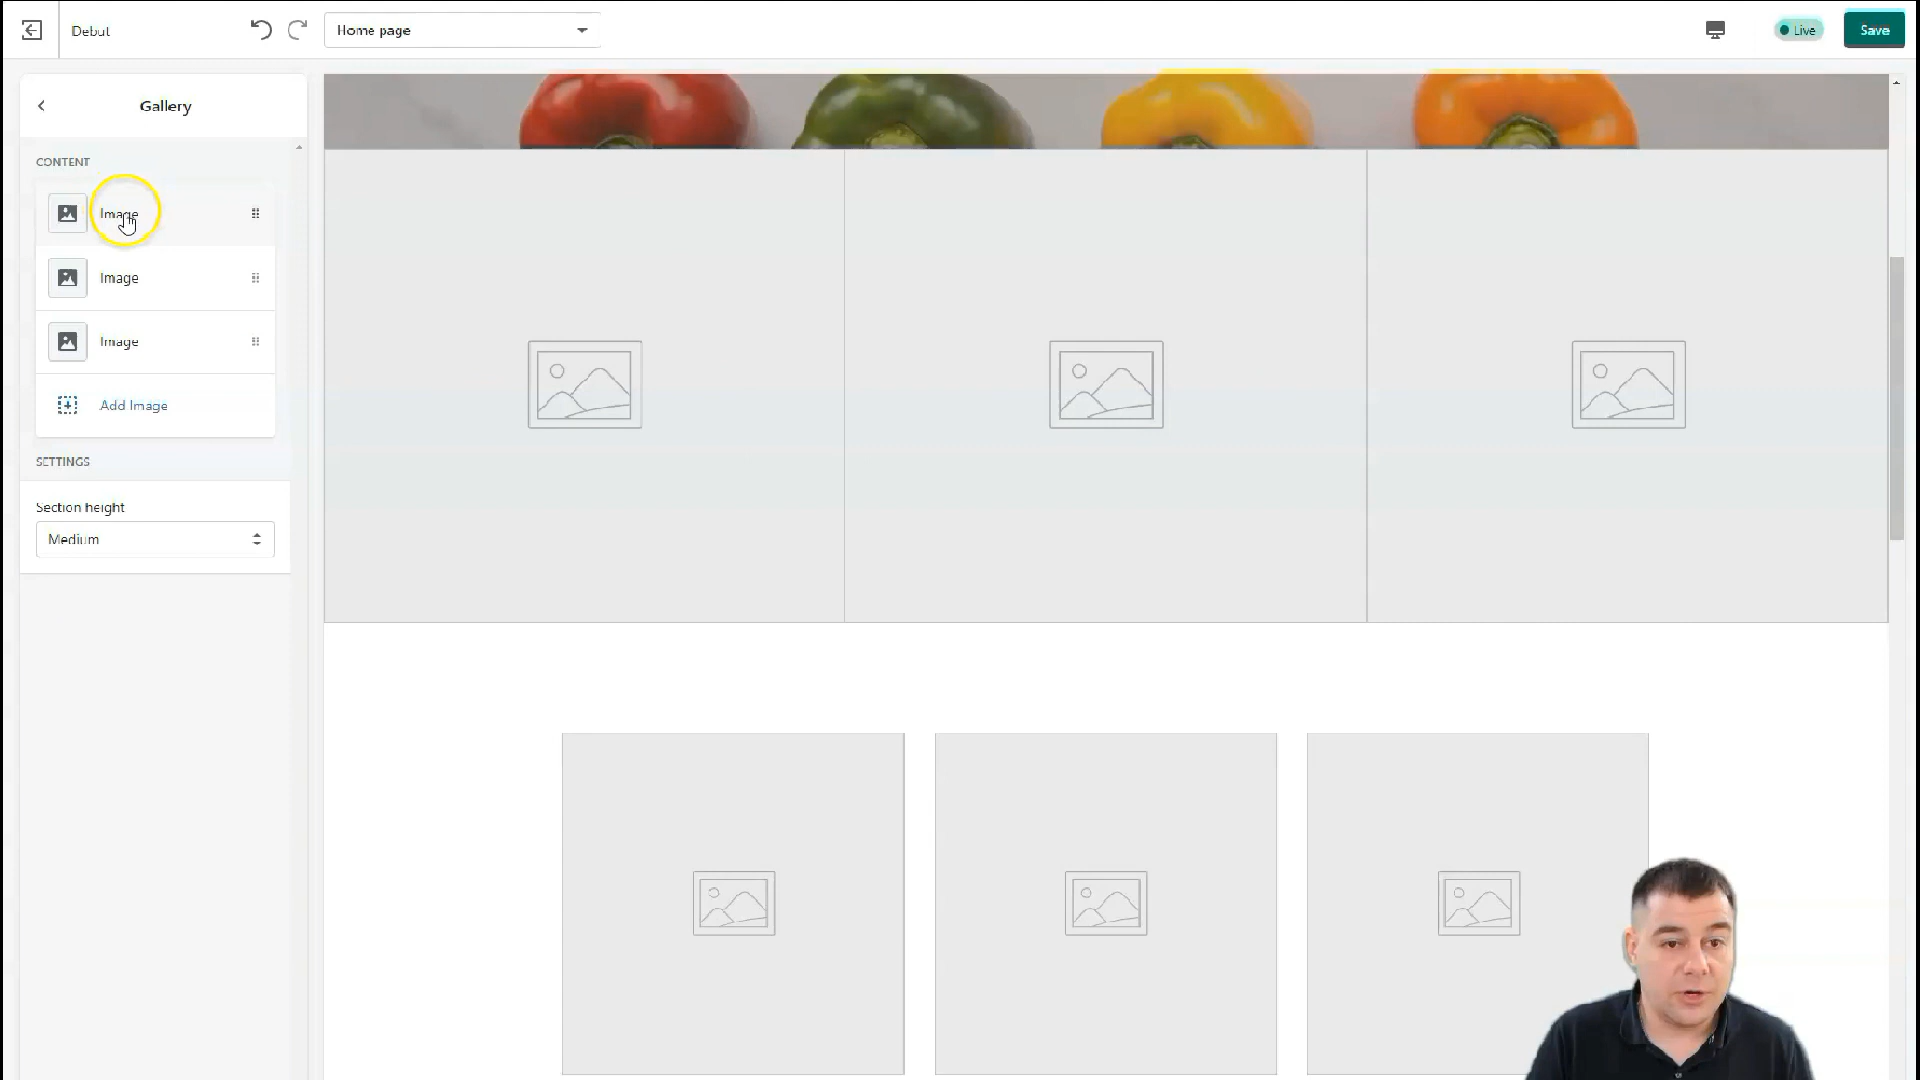 Debut
Home page
Live
Save
Gallery
CONTENT
Image
Image
Image
Add Image
SETTINGS
Section height
Medium